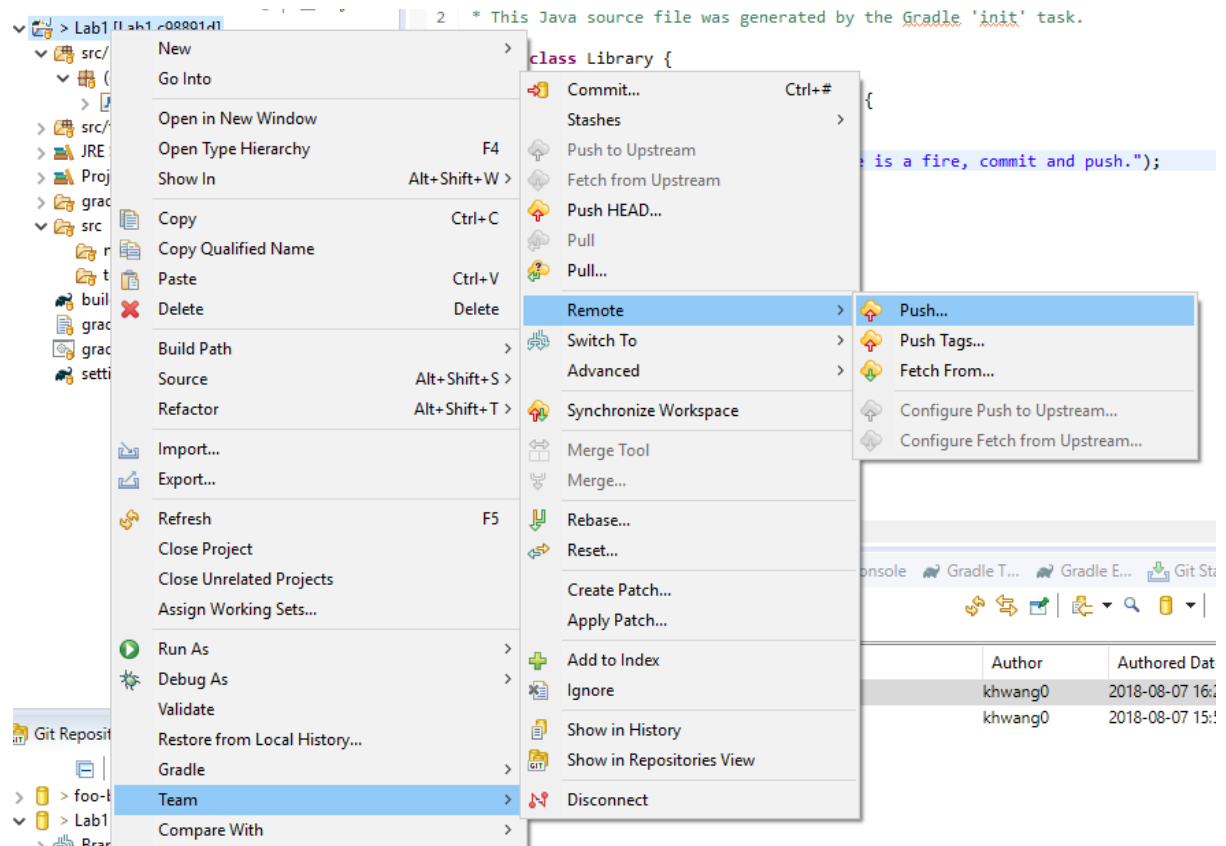 > Lab1 [Lab1 c98891d]
src/
(
J
src/
JRE
Proj
grad
src
buil
grad
grad
setti
2 * This Java source file was generated by the Gradle 'init' task.
class Library {
{
is a fire, commit and push.");
New
Go Into
Open in New Window
Open Type Hierarchy F4
Show In Alt+Shift+W >
Copy Ctrl+C
Copy Qualified Name
Paste Ctrl+V
Delete Delete
Build Path
Source Alt+Shift+S >
Refactor Alt+Shift+T >
Import...
Export...
Refresh F5
Close Project
Close Unrelated Projects
Assign Working Sets...
Run As
Debug As
Validate
Restore from Local History...
Gradle
Team
Compare With
Commit... Ctrl+#
Stashes
Push to Upstream
Fetch from Upstream
Push HEAD...
Pull
Pull...
Remote
Switch To
Advanced
Synchronize Workspace
Merge Tool
Merge...
Rebase...
Reset...
Create Patch...
Apply Patch...
Add to Index
Ignore
Show in History
Show in Repositories View
Disconnect
Push...
Push Tags...
Fetch From...
Configure Push to Upstream...
Configure Fetch from Upstream...
onsole Gradle T... Gradle E... Git Sta
Author Authored Dat
khwang0 2018-08-07 16:2
khwang0 2018-08-07 15:5
Git Reposit
> foo-b
> Lab1
Bran